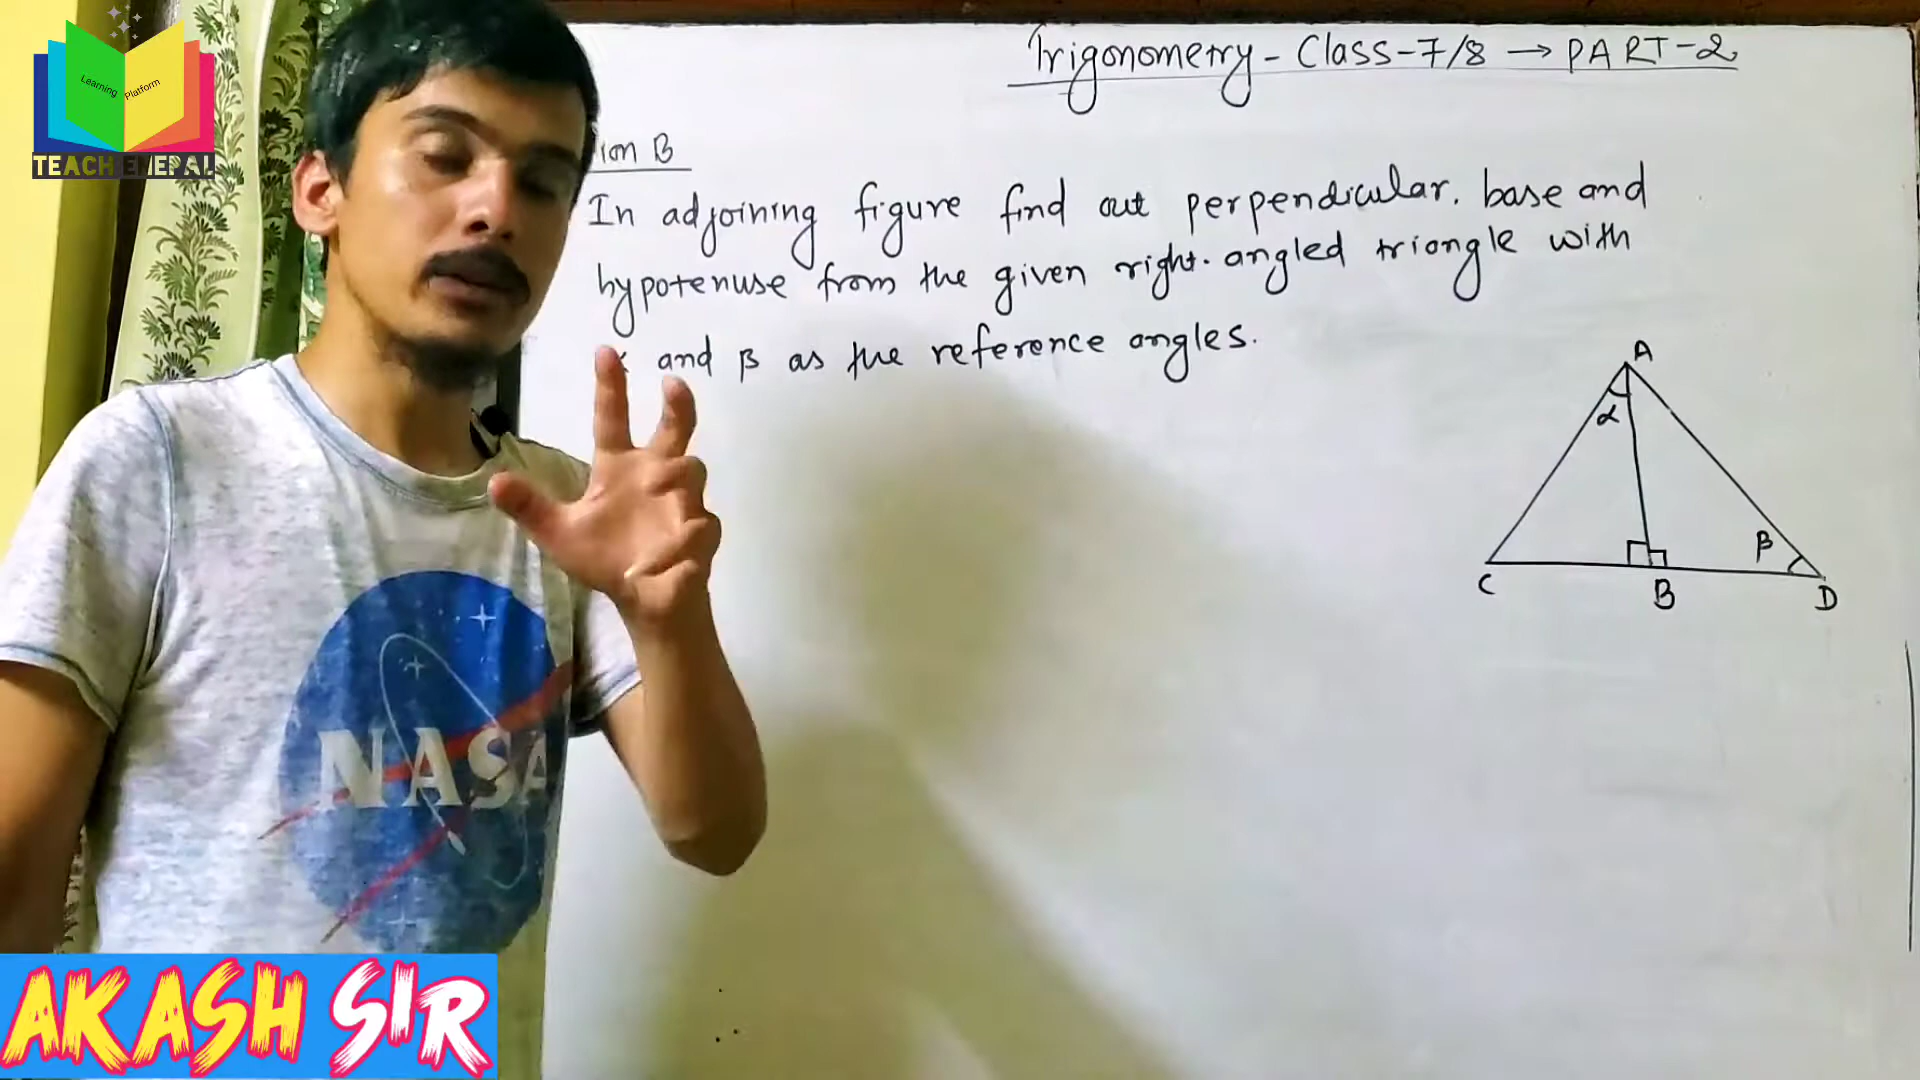 Learning Platform
TEACH ENEPAL
Trigonometry - Class-7/8 → PART-2
B
In adjoining figure find out perpendicular. base and
hypotenuse from the given right-angled triangle with
and β as the reference angles.
A
α
β
C
B
D
NASA
AKASH SIR